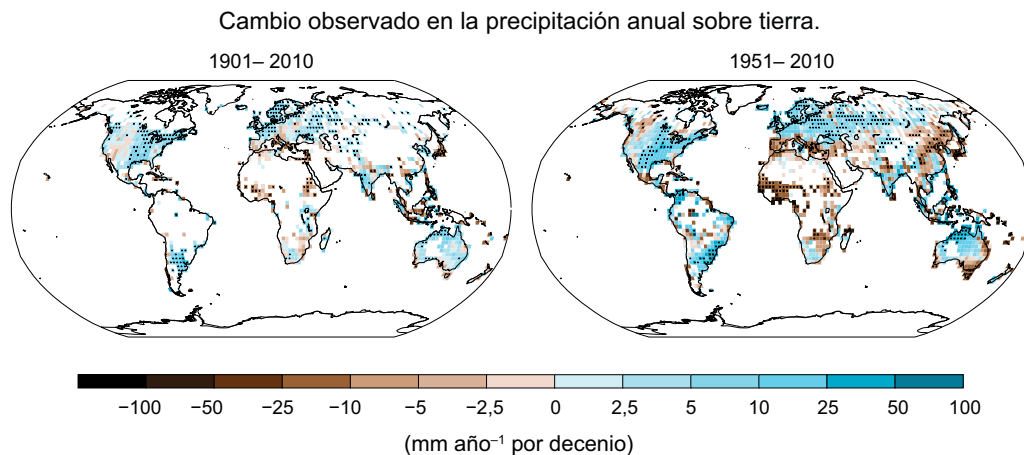 Cambio observado en la precipitación anual sobre tierra.
1901– 2010
1951– 2010
−100 −50 −25 −10 −5 −2,5 0 2,5 5 10 25 50 100
(mm año⁻¹ por decenio)